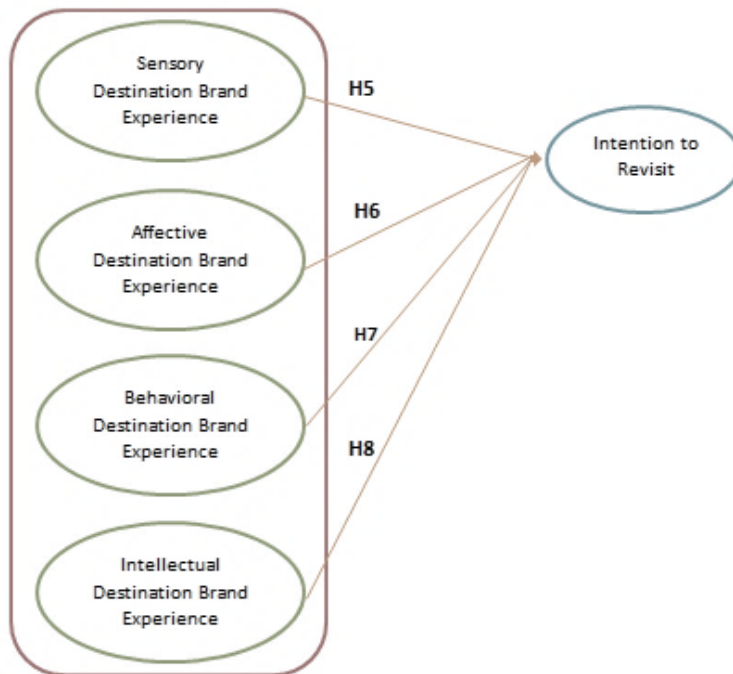 Sensory
Destination Brand
Experience
H5
Intention to
Revisit
Affective
Destination Brand
Experience
H6
H7
Behavioral
Destination Brand
Experience
H8
Intellectual
Destination Brand
Experience